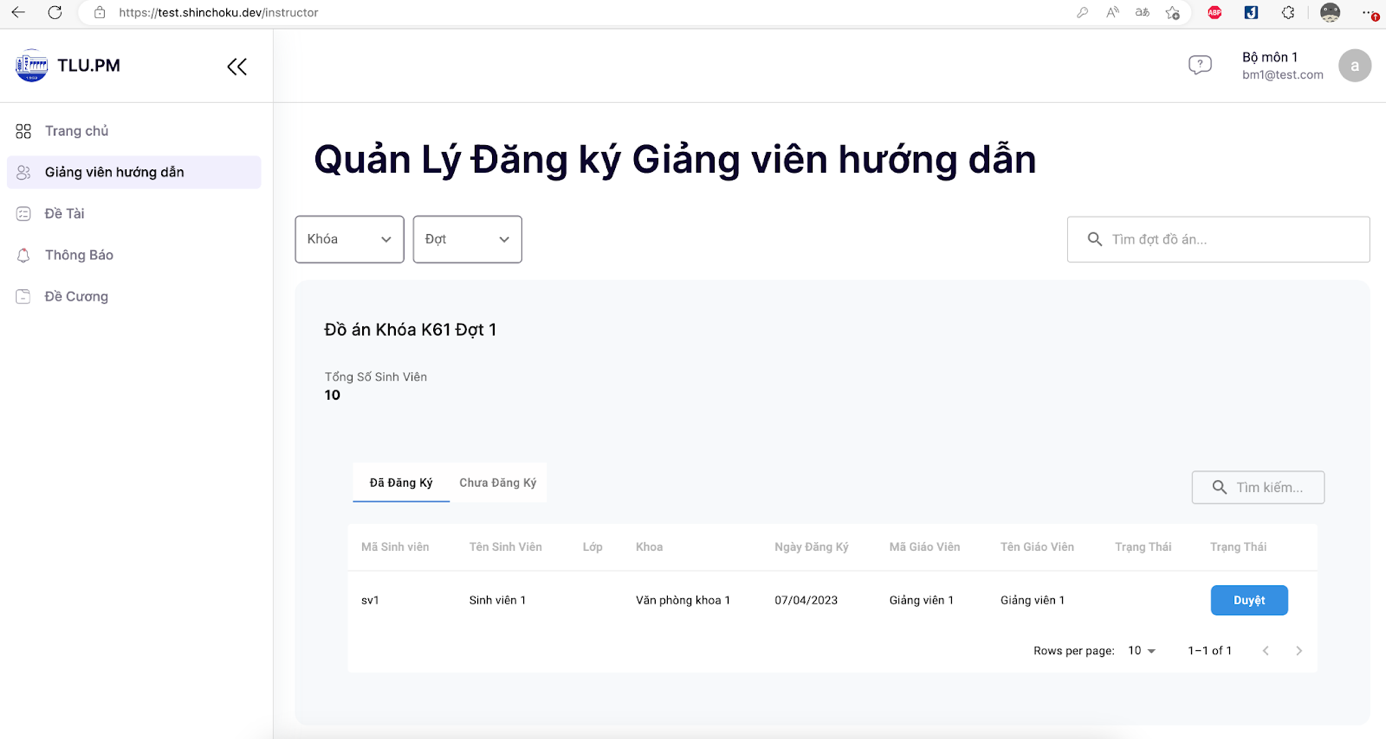 https://test.shinchoku.dev/instructor
ABP
TLU.PM
Bộ môn 1
bm1@test.com
a
Trang chủ
Giảng viên hướng dẫn
Đề Tài
Thông Báo
Đề Cương
Quản Lý Đăng ký Giảng viên hướng dẫn
Khóa
Đợt
Tìm đợt đồ án...
Đồ án Khóa K61 Đợt 1
Tổng Số Sinh Viên
10
Đã Đăng Ký
Chưa Đăng Ký
Tìm kiếm...
Mã Sinh viên Tên Sinh Viên Lớp Khoa Ngày Đăng Ký Mã Giáo Viên Tên Giáo Viên Trạng Thái Trạng Thái
sv1 Sinh viên 1 Văn phòng khoa 1 07/04/2023 Giảng viên 1 Giảng viên 1 Duyệt
Rows per page: 10 1–1 of 1